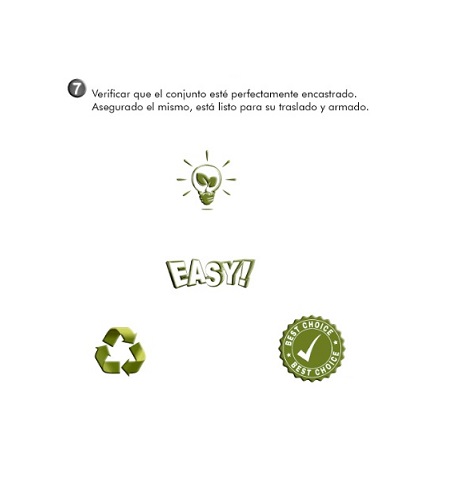 7
Verificar que el conjunto esté perfectamente encastrado.
Asegurado el mismo, está listo para su traslado y armado.
EASY!
BEST CHOICE
BEST CHOICE